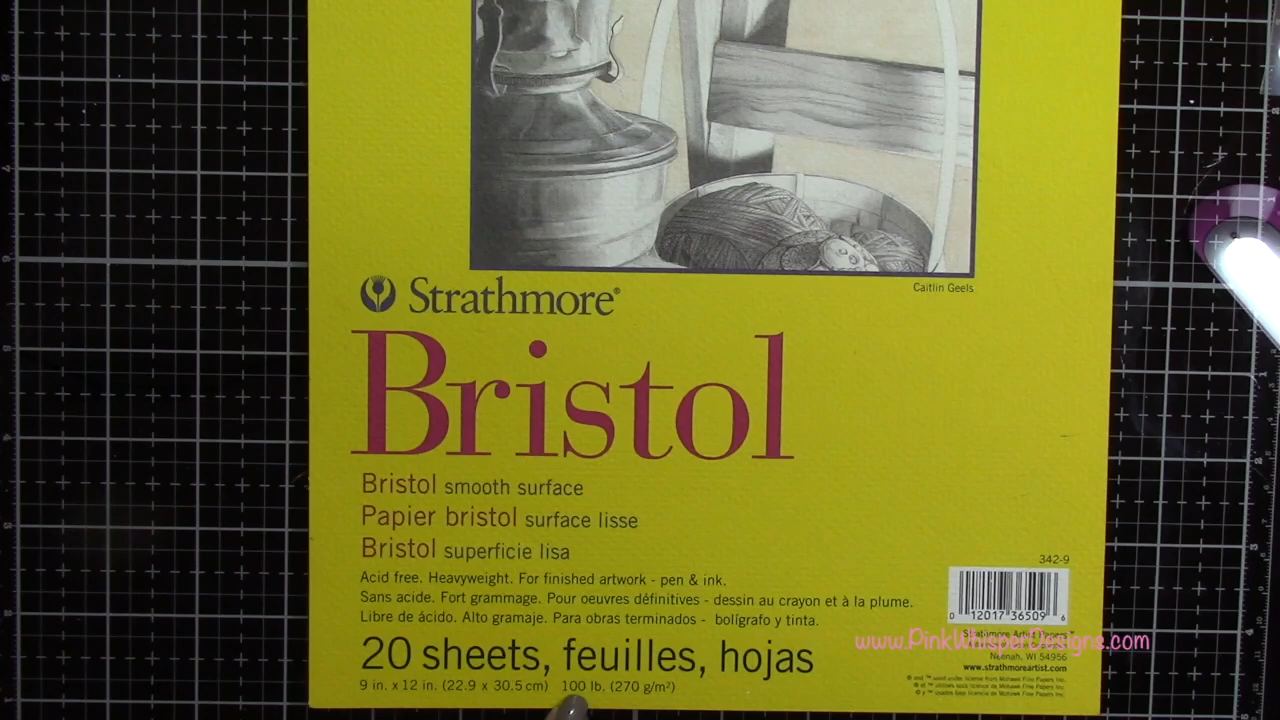 Caitlin Geels
Strathmore®
Bristol
Bristol smooth surface
Papier bristol surface lisse
Bristol superficie lisa
Acid free. Heavyweight. For finished artwork - pen & ink.
Sans acide. Fort grammage. Pour oeuvres définitives - dessin au crayon et à la plume.
Libre de ácido. Alto gramaje. Para obras terminados - bolígrafo y tinta.
20 sheets, feuilles, hojas
9 in. x 12 in. (22.9 x 30.5 cm) 100 lb. (270 g/m²)
342-9
0 12017 36509 6
Strathmore Artist Papers
www.PinkWhisperDesigns.com
Neenah, WI 54956
www.strathmoreartist.com